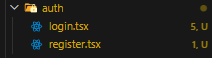 auth
login.tsx 5, U
register.tsx 1, U